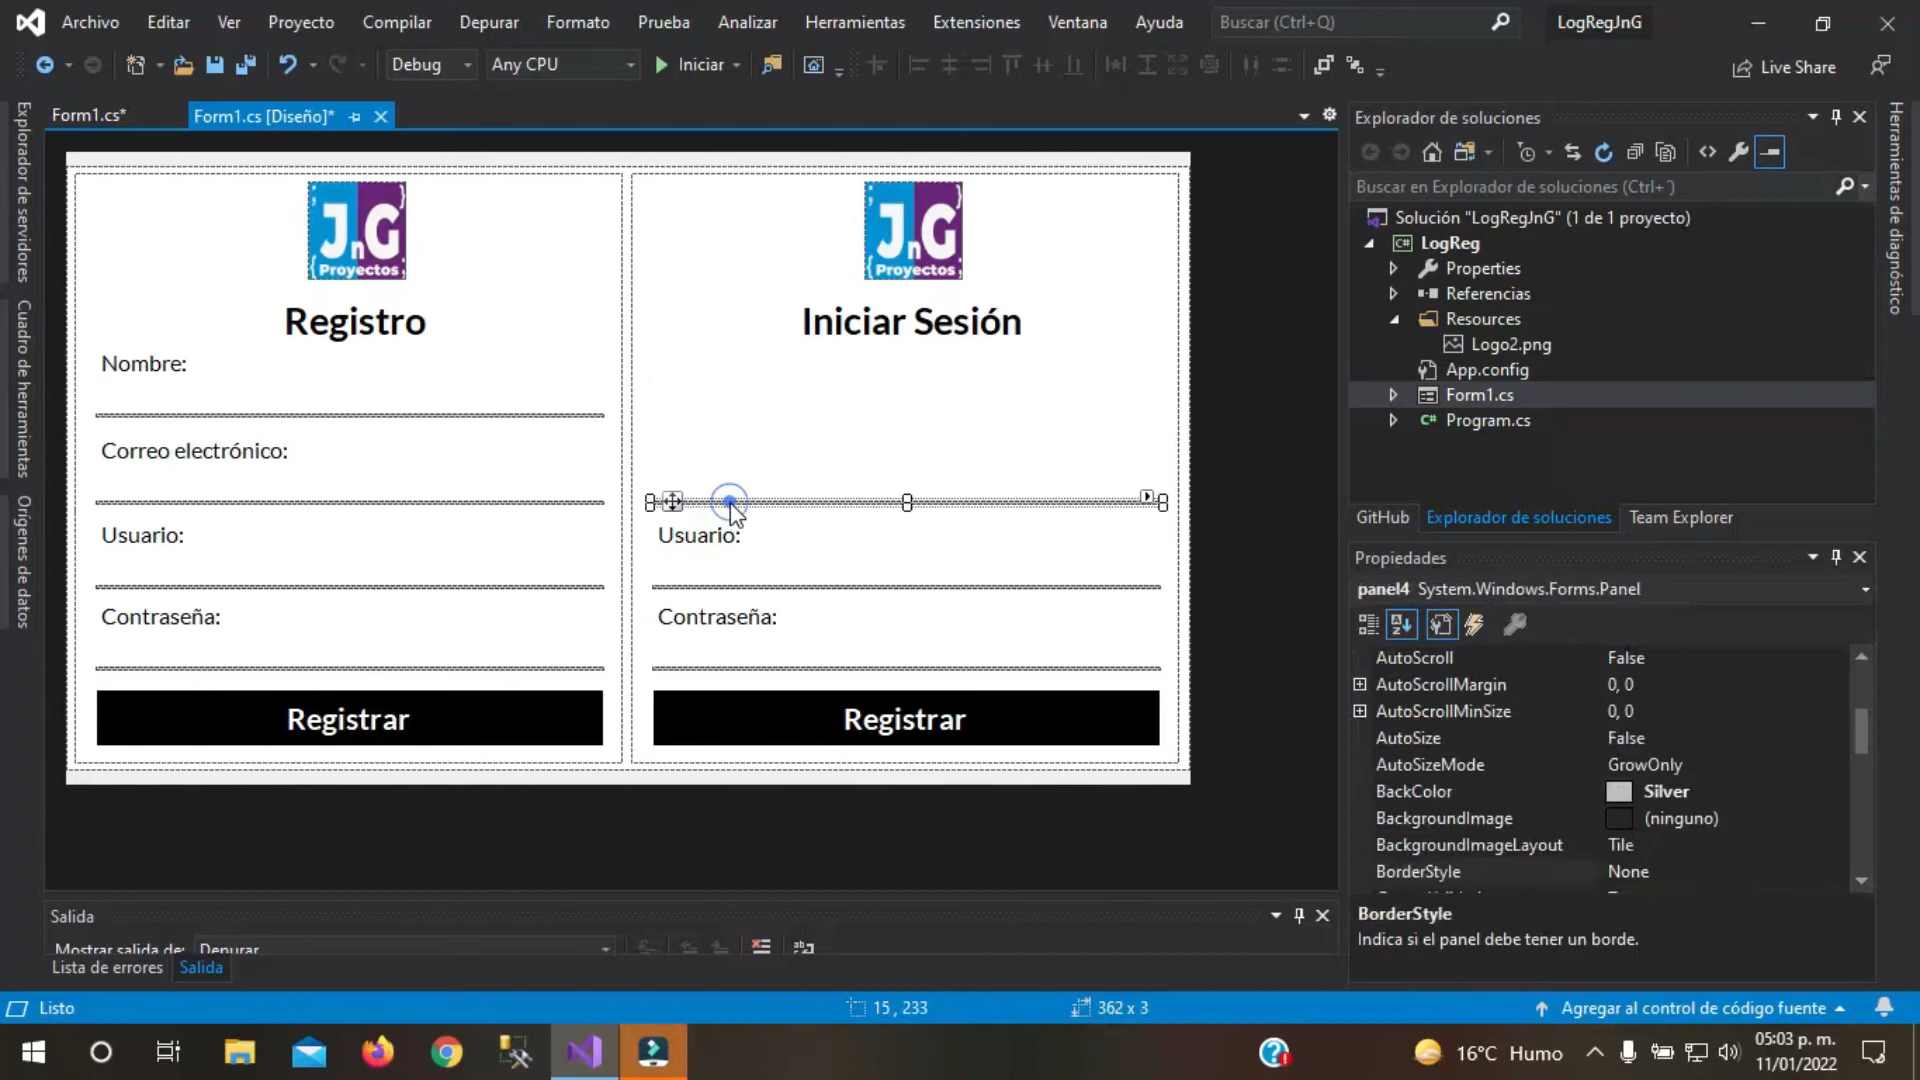 Archivo Editar Ver Proyecto Compilar Depurar Formato Prueba Analizar Herramientas Extensiones Ventana Ayuda Buscar (Ctrl+Q) LogRegJnG
Debug Any CPU Iniciar Live Share
Form1.cs* Form1.cs [Diseño]*
Explorador de servidores
Cuadro de herramientas
Orígenes de datos
JnG
Proyectos
Registro
Nombre:
Correo electrónico:
Usuario:
Contraseña:
Registrar
JnG
Proyectos
Iniciar Sesión
Usuario:
Contraseña:
Registrar
Explorador de soluciones
Buscar en Explorador de soluciones (Ctrl+´)
Solución "LogRegJnG" (1 de 1 proyecto)
C# LogReg
Properties
Referencias
Resources
Logo2.png
App.config
Form1.cs
C# Program.cs
GitHub Explorador de soluciones Team Explorer
Propiedades
panel4 System.Windows.Forms.Panel
AutoScroll False
AutoScrollMargin 0, 0
AutoScrollMinSize 0, 0
AutoSize False
AutoSizeMode GrowOnly
BackColor Silver
BackgroundImage (ninguno)
BackgroundImageLayout Tile
BorderStyle None
BorderStyle
Indica si el panel debe tener un borde.
Herramientas de diagnóstico
Salida
Mostrar salida de: Depurar
Lista de errores Salida
Listo 15 , 233 362 x 3 Agregar al control de código fuente
16°C Humo 05:03 p. m.
11/01/2022